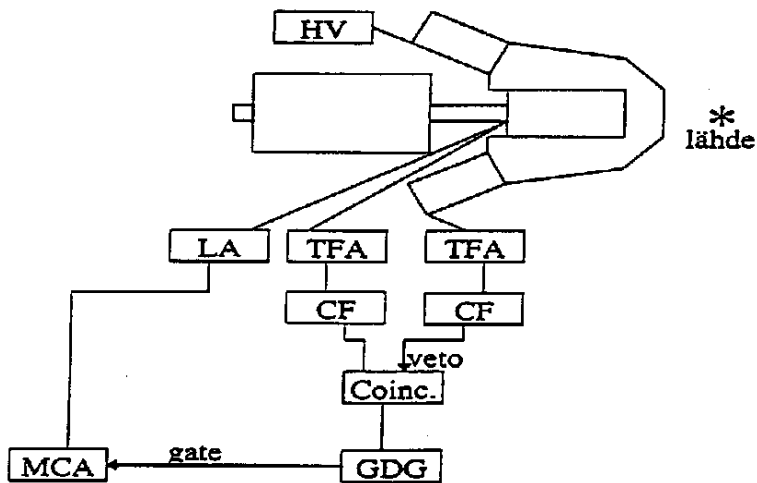 HV
*
lähde
LA
TFA
TFA
CF
CF
veto
Coinc.
gate
MCA
GDG